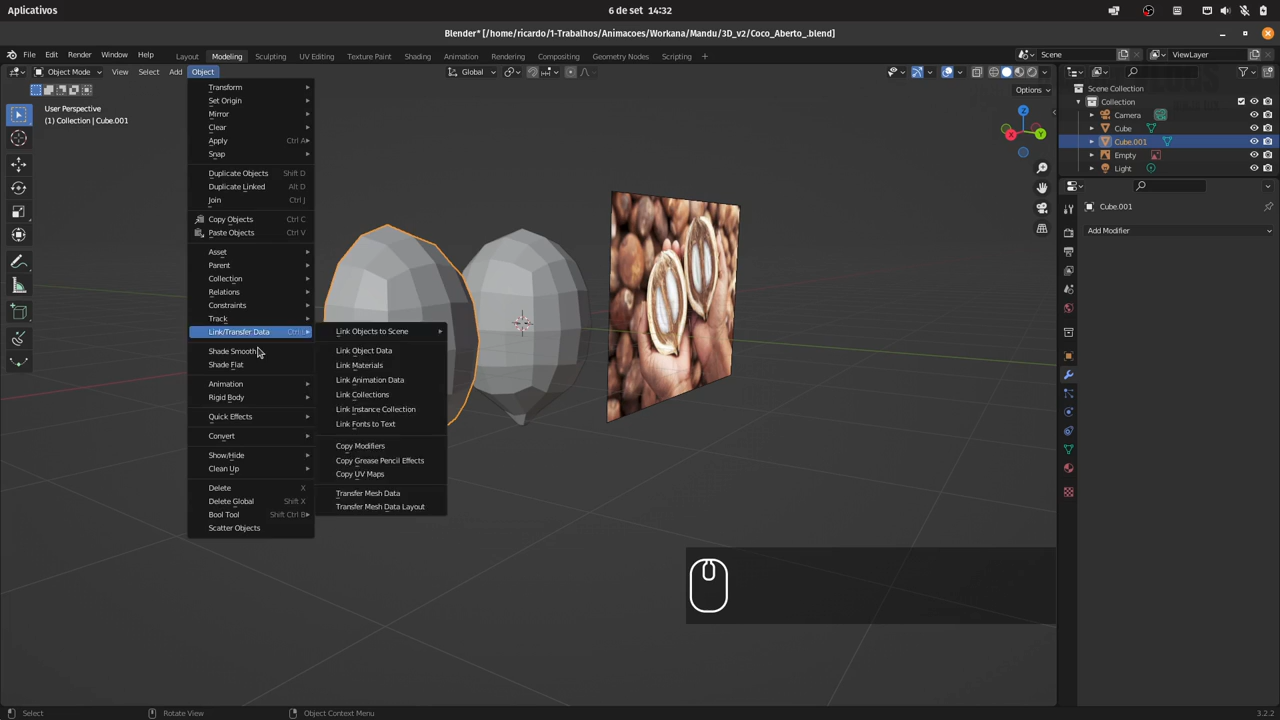 Aplicativos
6 de set 14:32
Blender* [/home/ricardo/1-Trabalhos/Animacoes/Workana/Mandu/3D_v2/Coco_Aberto_.blend]
File Edit Render Window Help Layout Modeling Sculpting UV Editing Texture Paint Shading Animation Rendering Compositing Geometry Nodes Scripting + Scene ViewLayer
Object Mode View Select Add Object Global
Options
User Perspective
(1) Collection | Cube.001
Transform
Set Origin
Mirror
Clear
Apply Ctrl A
Snap
Duplicate Objects Shift D
Duplicate Linked Alt D
Join Ctrl J
Copy Objects Ctrl C
Paste Objects Ctrl V
Asset
Parent
Collection
Relations
Constraints
Track
Link/Transfer Data Ctrl L
Shade Smooth
Shade Flat
Animation
Rigid Body
Quick Effects
Convert
Show/Hide
Clean Up
Delete X
Delete Global Shift X
Bool Tool Shift Ctrl B
Scatter Objects
Link Objects to Scene
Link Object Data
Link Materials
Link Animation Data
Link Collections
Link Instance Collection
Link Fonts to Text
Copy Modifiers
Copy Grease Pencil Effects
Copy UV Maps
Transfer Mesh Data
Transfer Mesh Data Layout
Z
X
Y
Scene Collection
Collection
Camera
Cube
Cube.001
Empty
Light
Cube.001
Add Modifier
Select Rotate View Object Context Menu 3.2.2